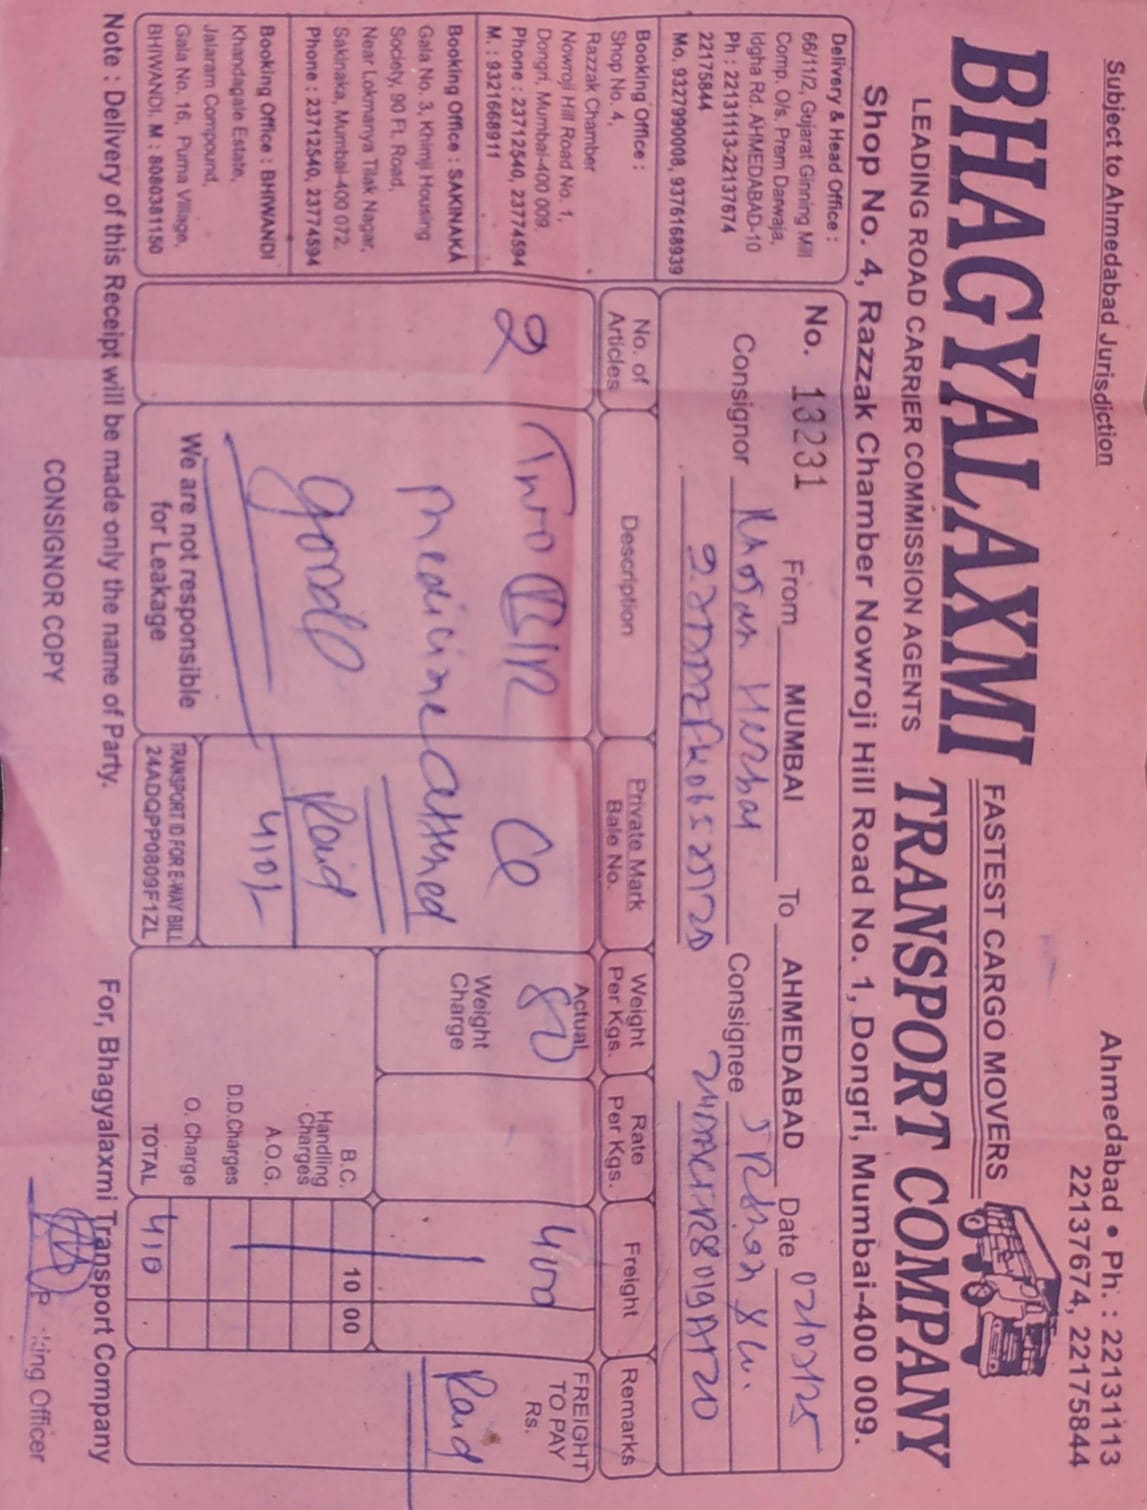 Subject to Ahmedabad Jurisdiction
Ahmedabad • Ph. : 22131113
22137674, 22175844
BHAGYALAXMI
FASTEST CARGO MOVERS
TRANSPORT COMPANY
LEADING ROAD CARRIER COMMISSION AGENTS
Shop No. 4, Razzak Chamber Nowroji Hill Road No. 1, Dongri, Mumbai-400 009.
Delivery & Head Office :
66/11/2, Gujarat Ginning Mill
Comp. O/s. Prem Darwaja,
Idgha Rd. AHMEDABAD-10
Ph : 22131113-22137674
22175844
Mo. 9327990008, 9376168939
Booking Office :
Shop No. 4,
Razzak Chamber
Nowroji Hill Road No. 1,
Dongri, Mumbai-400 009.
Phone : 23712540, 23774594
M. : 9321668911
Booking Office : SAKINAKA
Gala No. 3, Khimji Housing
Society, 90 Ft. Road,
Near Lokmanya Tilak Nagar,
Sakinaka, Mumbai-400 072.
Phone : 23712540, 23774594
Booking Office : BHIWANDI
Khandagale Estate,
Jalaram Compound,
Gala No. 16, Purna Village,
BHIWANDI. M : 8080381150
No. 13231 From MUMBAI To AHMEDABAD Date
Consignor Consignee
No. of Articles
Description
Private Mark Bale No.
Weight Per Kgs.
Rate Per Kgs.
Freight
Remarks
2
Two
Medicine
goods
Paid
410/-
Actual
80
Weight Charge
400
FREIGHT TO PAY Rs.
Paid
B.C. 10 00
Handling Charges
A.O.G.
D.D.Charges
O. Charge
TOTAL 410
We are not responsible for Leakage
TRANSPORT ID FOR E-WAY BILL
24ADQPP0809F1ZL
Note : Delivery of this Receipt will be made only the name of Party.
For, Bhagyalaxmi Transport Company
CONSIGNOR COPY
Officer